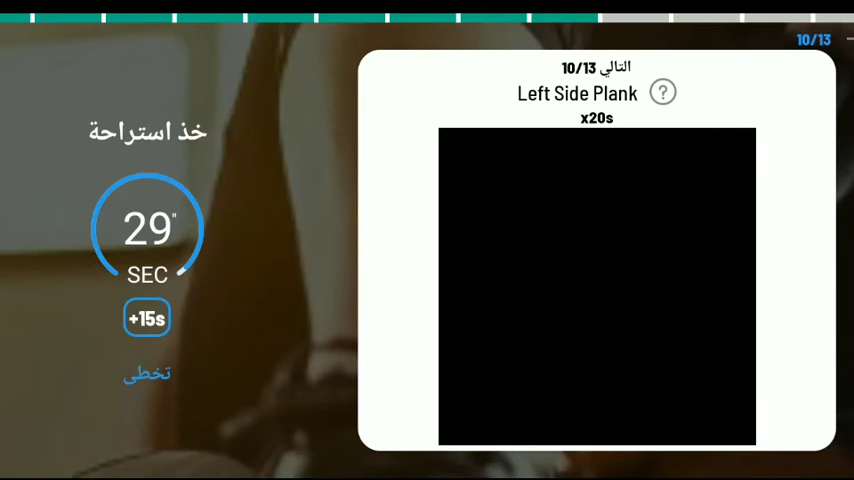 10/13
خذ استراحة
29"
SEC
+15s
تخطى
التالي 10/13
Left Side Plank ?
x20s